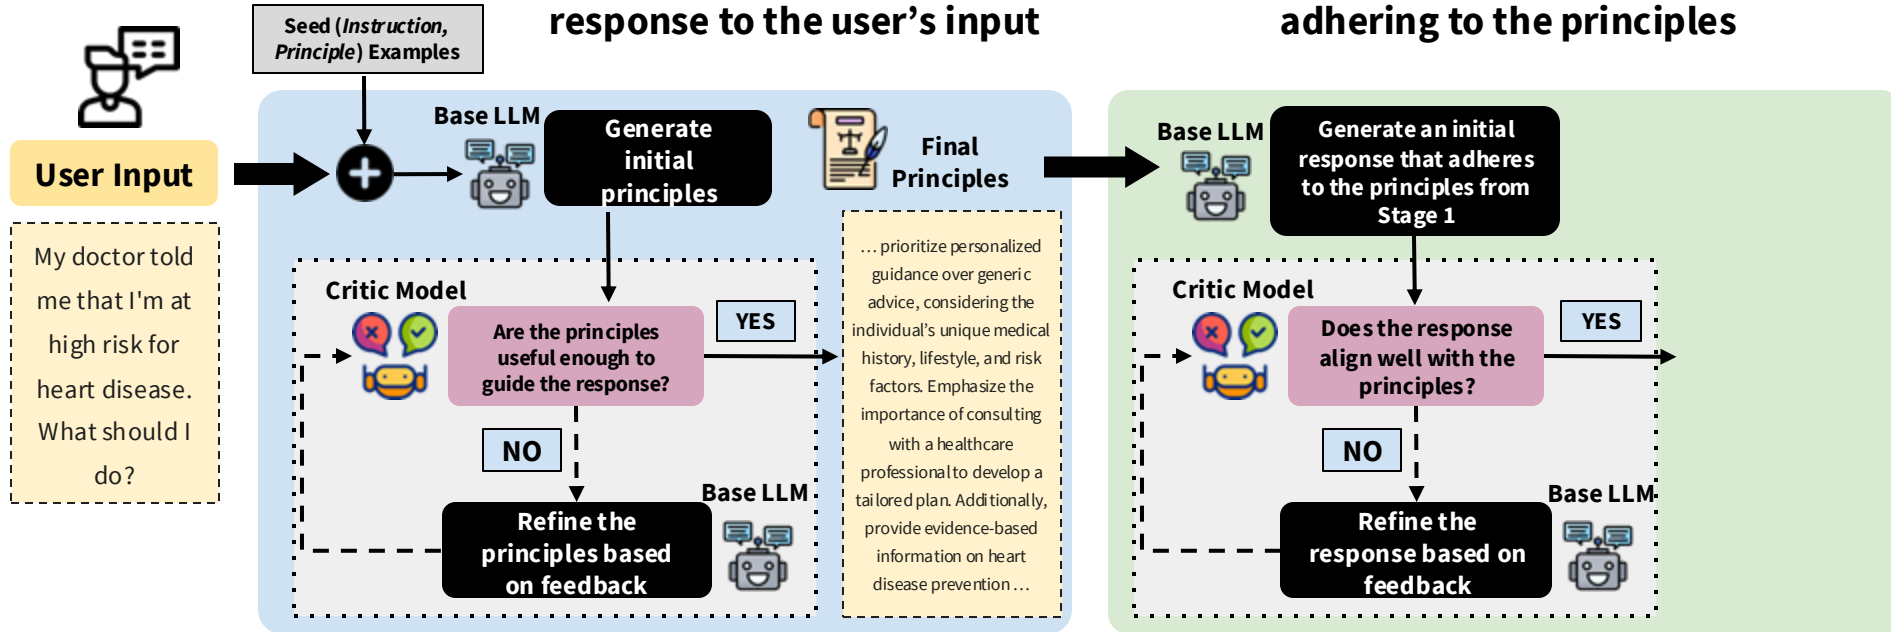 response to the user's input
adhering to the principles
Seed (Instruction,
Principle) Examples
User Input
My doctor told
me that I'm at
high risk for
heart disease.
What should I
do?
Base LLM
Generate
initial
principles
Final
Principles
Critic Model
Are the principles
useful enough to
guide the response?
YES
NO
Base LLM
Refine the
principles based
on feedback
… prioritize personalized
guidance over generic
advice, considering the
individual's unique medical
history, lifestyle, and risk
factors. Emphasize the
importance of consulting
with a healthcare
professional to develop a
tailored plan. Additionally,
provide evidence-based
information on heart
disease prevention …
Base LLM
Generate an initial
response that adheres
to the principles from
Stage 1
Critic Model
Does the response
align well with the
principles?
YES
NO
Base LLM
Refine the
response based on
feedback